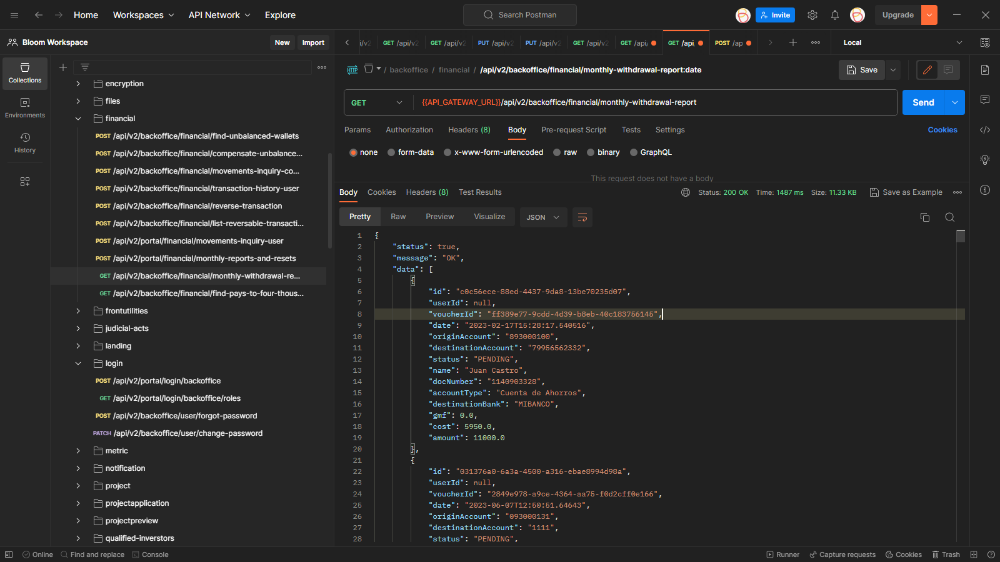 Home
Workspaces
API Network
Explore
Search Postman
Invite
Upgrade
Bloom Workspace
New
Import
i/v2
GET /api/v2
GET /api/v2
PUT /api/v2
PUT /api/v2
GET /api/v2
GET /api/
GET /api/
POST /ap
Local
Collections
Environments
History
encryption
files
financial
POST /api/v2/backoffice/financial/find-unbalanced-wallets
POST /api/v2/backoffice/financial/compensate-unbalance...
POST /api/v2/backoffice/financial/movements-inquiry-co...
POST /api/v2/backoffice/financial/transaction-history-user
POST /api/v2/backoffice/financial/reverse-transaction
POST /api/v2/backoffice/financial/list-reversable-transacti...
POST /api/v2/portal/financial/movements-inquiry-user
POST /api/v2/portal/financial/monthly-reports-and-resets
GET /api/v2/backoffice/financial/monthly-withdrawal-re...
GET /api/v2/backoffice/financial/find-pays-to-four-thous...
frontutilities
judicial-acts
landing
login
POST /api/v2/portal/login/backoffice
GET /api/v2/portal/login/backoffice/roles
POST /api/v2/backoffice/user/forgot-password
PATCH /api/v2/backoffice/user/change-password
metric
notification
project
projectapplication
projectpreview
qualified-inverstors
HTTP / backoffice / financial / /api/v2/backoffice/financial/monthly-withdrawal-report:date
Save
GET {{API_GATEWAY_URL}}/api/v2/backoffice/financial/monthly-withdrawal-report
Send
Params Authorization Headers (8) Body Pre-request Script Tests Settings Cookies
none form-data x-www-form-urlencoded raw binary GraphQL
This request does not have a body
Body Cookies Headers (8) Test Results
Status: 200 OK Time: 1487 ms Size: 11.33 KB Save as Example
Pretty Raw Preview Visualize JSON
1 {
2 "status": true,
3 "message": "OK",
4 "data": [
5 {
6 "id": "c0c56ece-88ed-4437-9da8-13be70235d07",
7 "userId": null,
8 "voucherId": "ff389e77-9cdd-4d39-b8eb-40c183756145",
9 "date": "2023-02-17T15:28:17.540516",
10 "originAccount": "893000100",
11 "destinationAccount": "79956562332",
12 "status": "PENDING",
13 "name": "Juan Castro",
14 "docNumber": "1140903328",
15 "accountType": "Cuenta de Ahorros",
16 "destinationBank": "MIBANCO",
17 "gmf": 0.0,
18 "cost": 5950.0,
19 "amount": 11000.0
20 },
21 {
22 "id": "031376a0-6a3a-4500-a316-ebae8994d98a",
23 "userId": null,
24 "voucherId": "2849e978-a9ce-4364-aa75-f0d2cff0e166",
25 "date": "2023-06-07T12:50:51.64643",
26 "originAccount": "093000131",
27 "destinationAccount": "1111",
28 "status": "PENDING",
Online
Find and replace
Console
Runner
Capture requests
Cookies
Trash